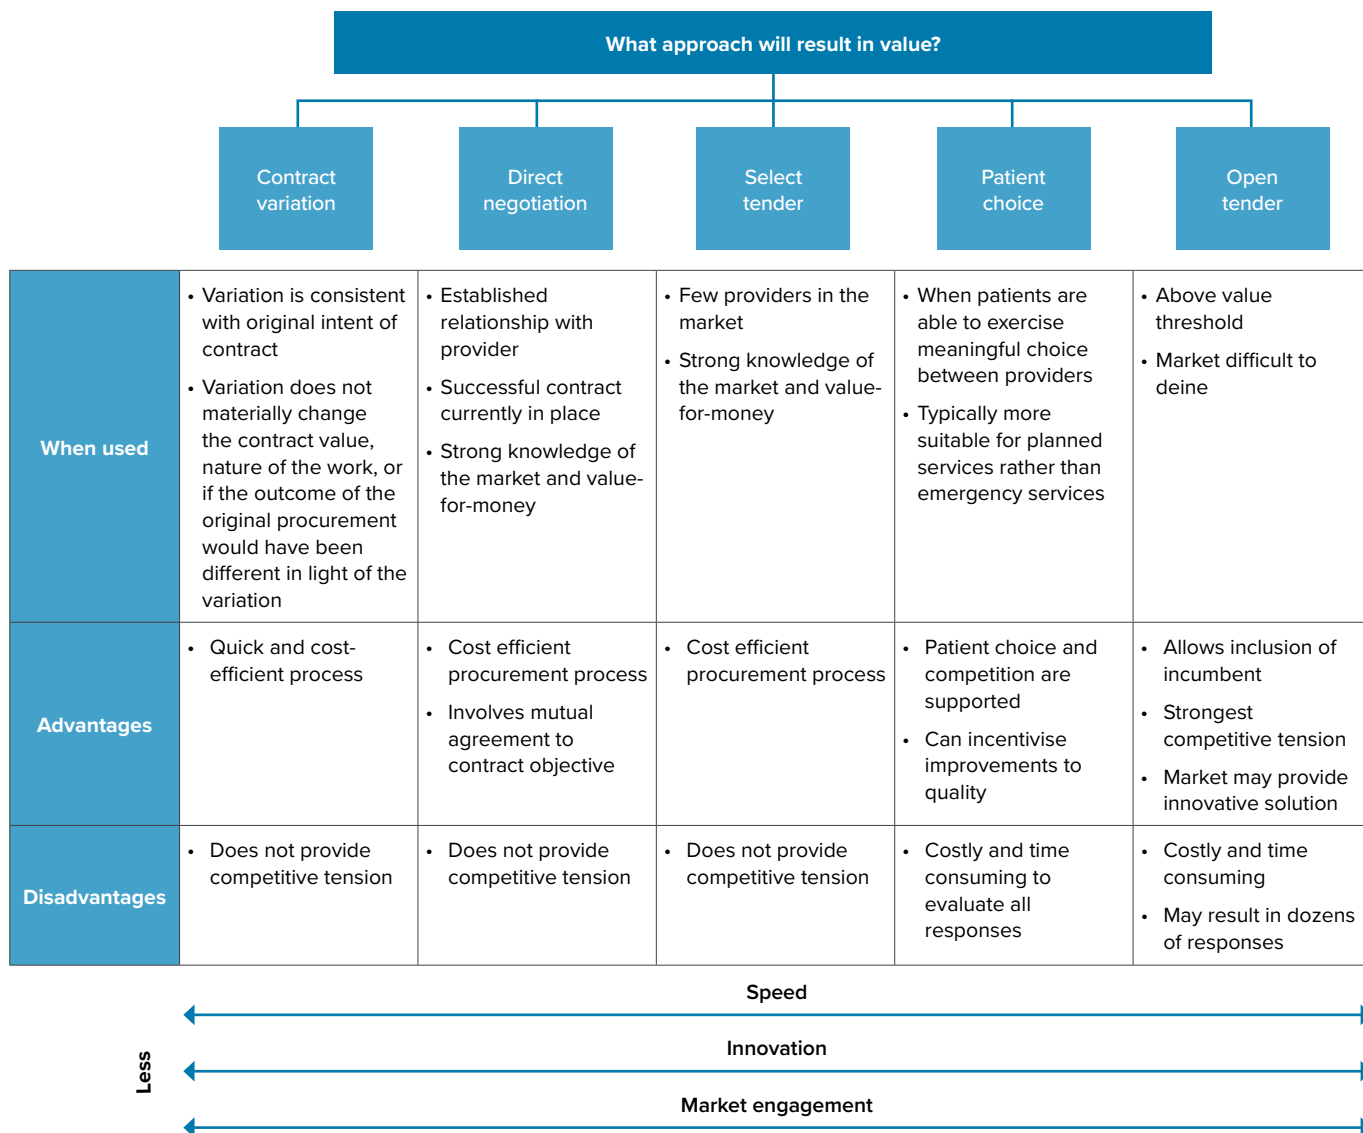 What approach will result in value?
Contract
variation
Direct
negotiation
Select
tender
Patient
choice
Open
tender
When used
• Variation is consistent
with original intent of
contract
• Variation does not
materially change
the contract value,
nature of the work, or
if the outcome of the
original procurement
would have been
different in light of the
variation
• Established
relationship with
provider
• Successful contract
currently in place
• Strong knowledge of
the market and value-
for-money
• Few providers in the
market
• Strong knowledge of
the market and value-
for-money
• When patients are
able to exercise
meaningful choice
between providers
• Typically more
suitable for planned
services rather than
emergency services
• Above value
threshold
• Market difficult to
deine
Advantages
• Quick and cost-
efficient process
• Cost efficient
procurement process
• Involves mutual
agreement to
contract objective
• Cost efficient
procurement process
• Patient choice and
competition are
supported
• Can incentivise
improvements to
quality
• Allows inclusion of
incumbent
• Strongest
competitive tension
• Market may provide
innovative solution
Disadvantages
• Does not provide
competitive tension
• Does not provide
competitive tension
• Does not provide
competitive tension
• Costly and time
consuming to
evaluate all
responses
• Costly and time
consuming
• May result in dozens
of responses
Less
Speed
Innovation
Market engagement